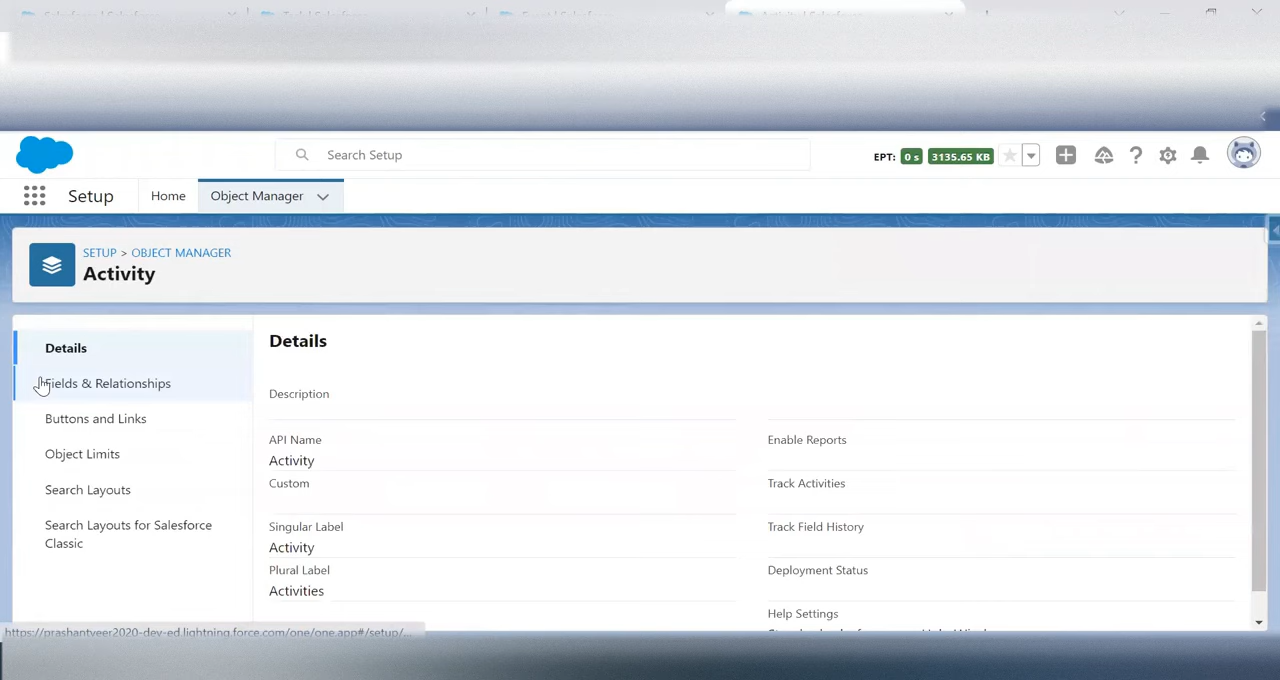 Search Setup
EPT: 0 s 3135.65 KB
Setup
Home
Object Manager
SETUP > OBJECT MANAGER
Activity
Details
Fields & Relationships
Buttons and Links
Object Limits
Search Layouts
Search Layouts for Salesforce
Classic
Details
Description
API Name
Activity
Custom
Singular Label
Activity
Plural Label
Activities
Enable Reports
Track Activities
Track Field History
Deployment Status
Help Settings
https://prashantveer2020-dev-ed.lightning.force.com/one/one.app#/setup/...